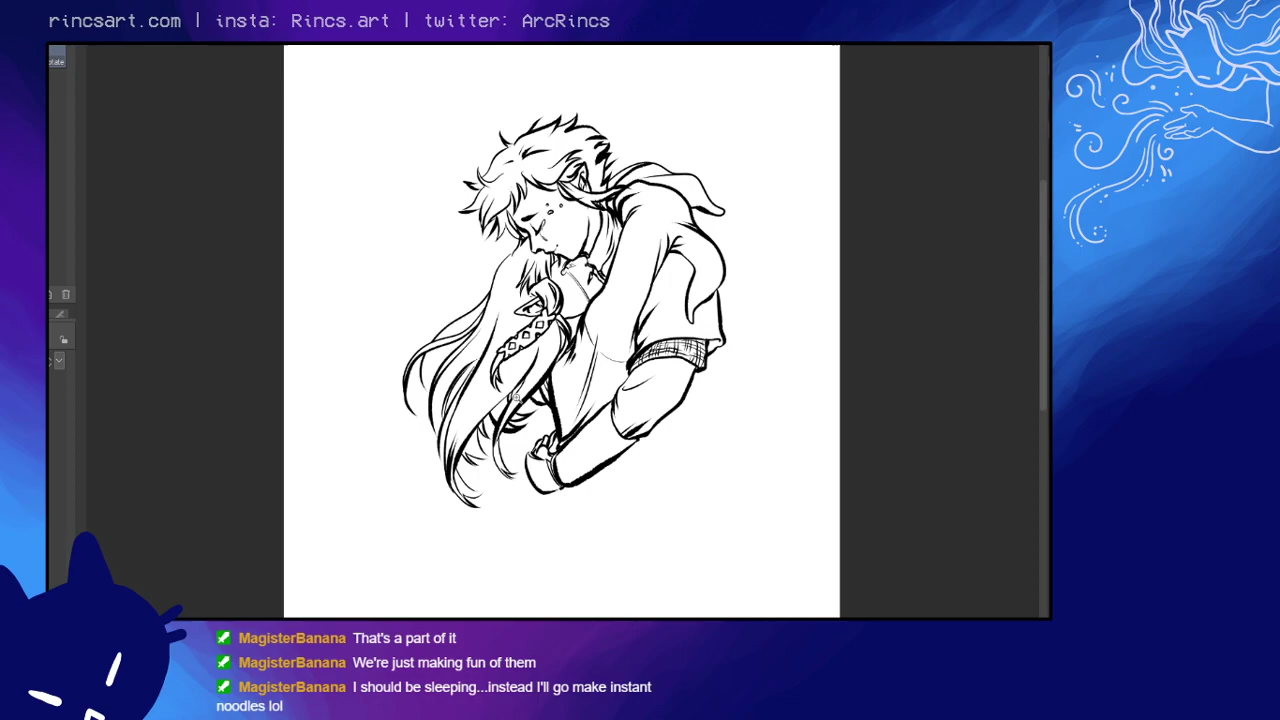 rincsart.com | insta: Rincs.art | twitter: ArcRincs
otate
MagisterBanana That's a part of it
MagisterBanana We're just making fun of them
MagisterBanana I should be sleeping...instead I'll go make instant
noodles lol